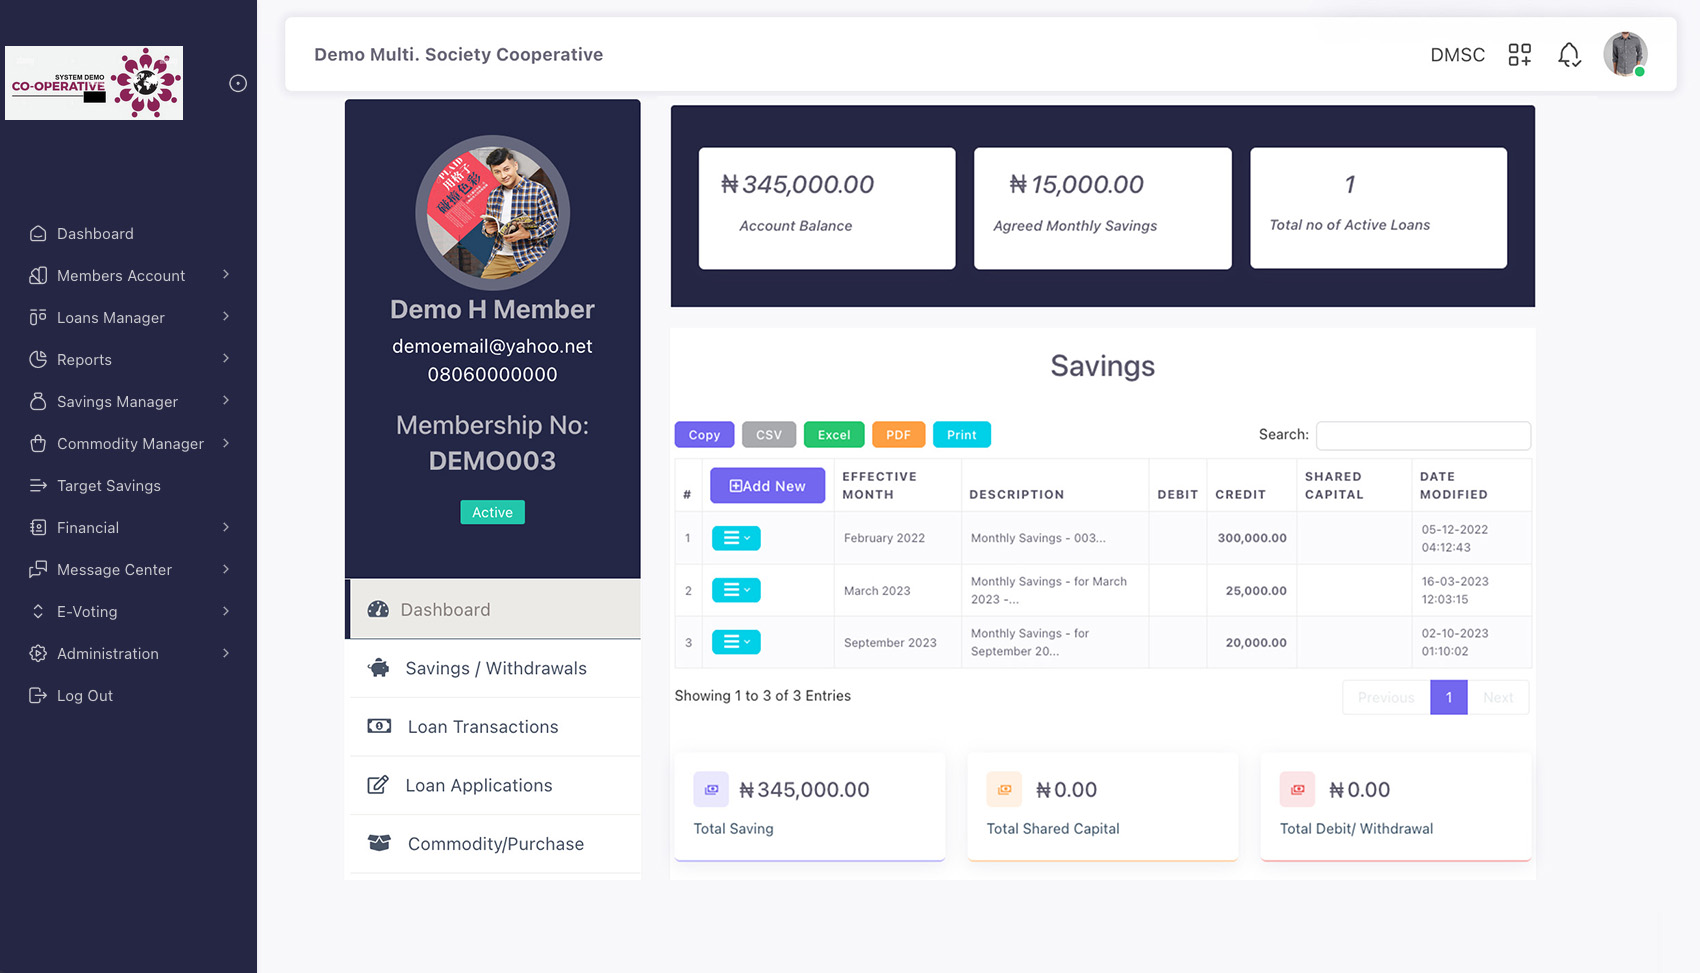 SYSTEM DEMO
CO-OPERATIVE
Dashboard
Members Account
Loans Manager
Reports
Savings Manager
Commodity Manager
Target Savings
Financial
Message Center
E-Voting
Administration
Log Out
Demo Multi. Society Cooperative
DMSC
PLAID
用格子
碰撞色彩
Demo H Member
demoemail@yahoo.net
08060000000
Membership No:
DEMO003
Active
Dashboard
Savings / Withdrawals
Loan Transactions
Loan Applications
Commodity/Purchase
₦345,000.00
Account Balance
₦15,000.00
Agreed Monthly Savings
1
Total no of Active Loans
Savings
Copy CSV Excel PDF Print Search:
# Add New EFFECTIVE MONTH DESCRIPTION DEBIT CREDIT SHARED CAPITAL DATE MODIFIED
1 February 2022 Monthly Savings - 003... 300,000.00 05-12-2022 04:12:43
2 March 2023 Monthly Savings - for March 2023 -... 25,000.00 16-03-2023 12:03:15
3 September 2023 Monthly Savings - for September 20... 20,000.00 02-10-2023 01:10:02
Showing 1 to 3 of 3 Entries
Previous 1 Next
₦345,000.00
Total Saving
₦0.00
Total Shared Capital
₦0.00
Total Debit/ Withdrawal